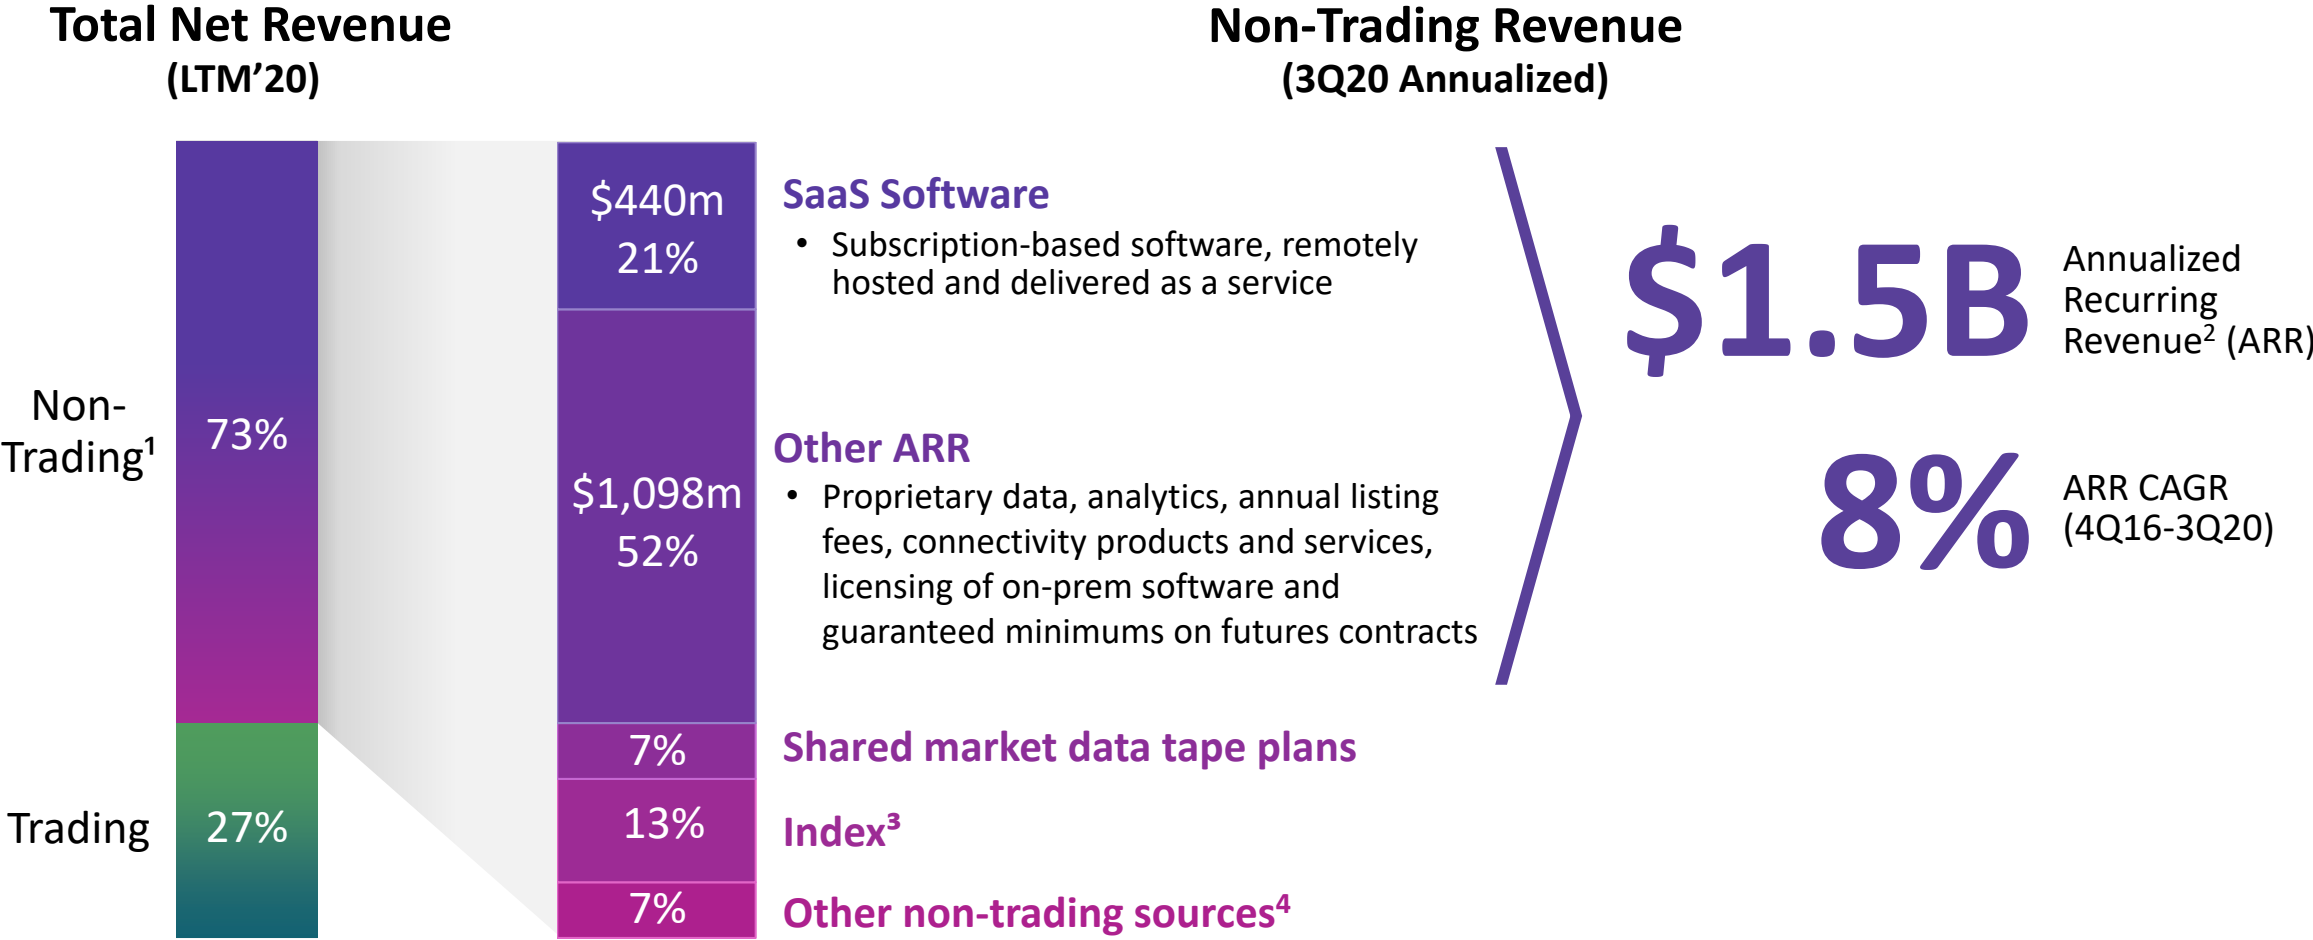 Total Net Revenue
(LTM’20)
Non-Trading Revenue
(3Q20 Annualized)
Non-
Trading¹
73%
Trading
27%
$440m
21%
SaaS Software
• Subscription-based software, remotely
hosted and delivered as a service
$1,098m
52%
Other ARR
• Proprietary data, analytics, annual listing
fees, connectivity products and services,
licensing of on-prem software and
guaranteed minimums on futures contracts
7%
Shared market data tape plans
13%
Index³
7%
Other non-trading sources⁴
$1.5B
Annualized
Recurring
Revenue² (ARR)
8%
ARR CAGR
(4Q16-3Q20)